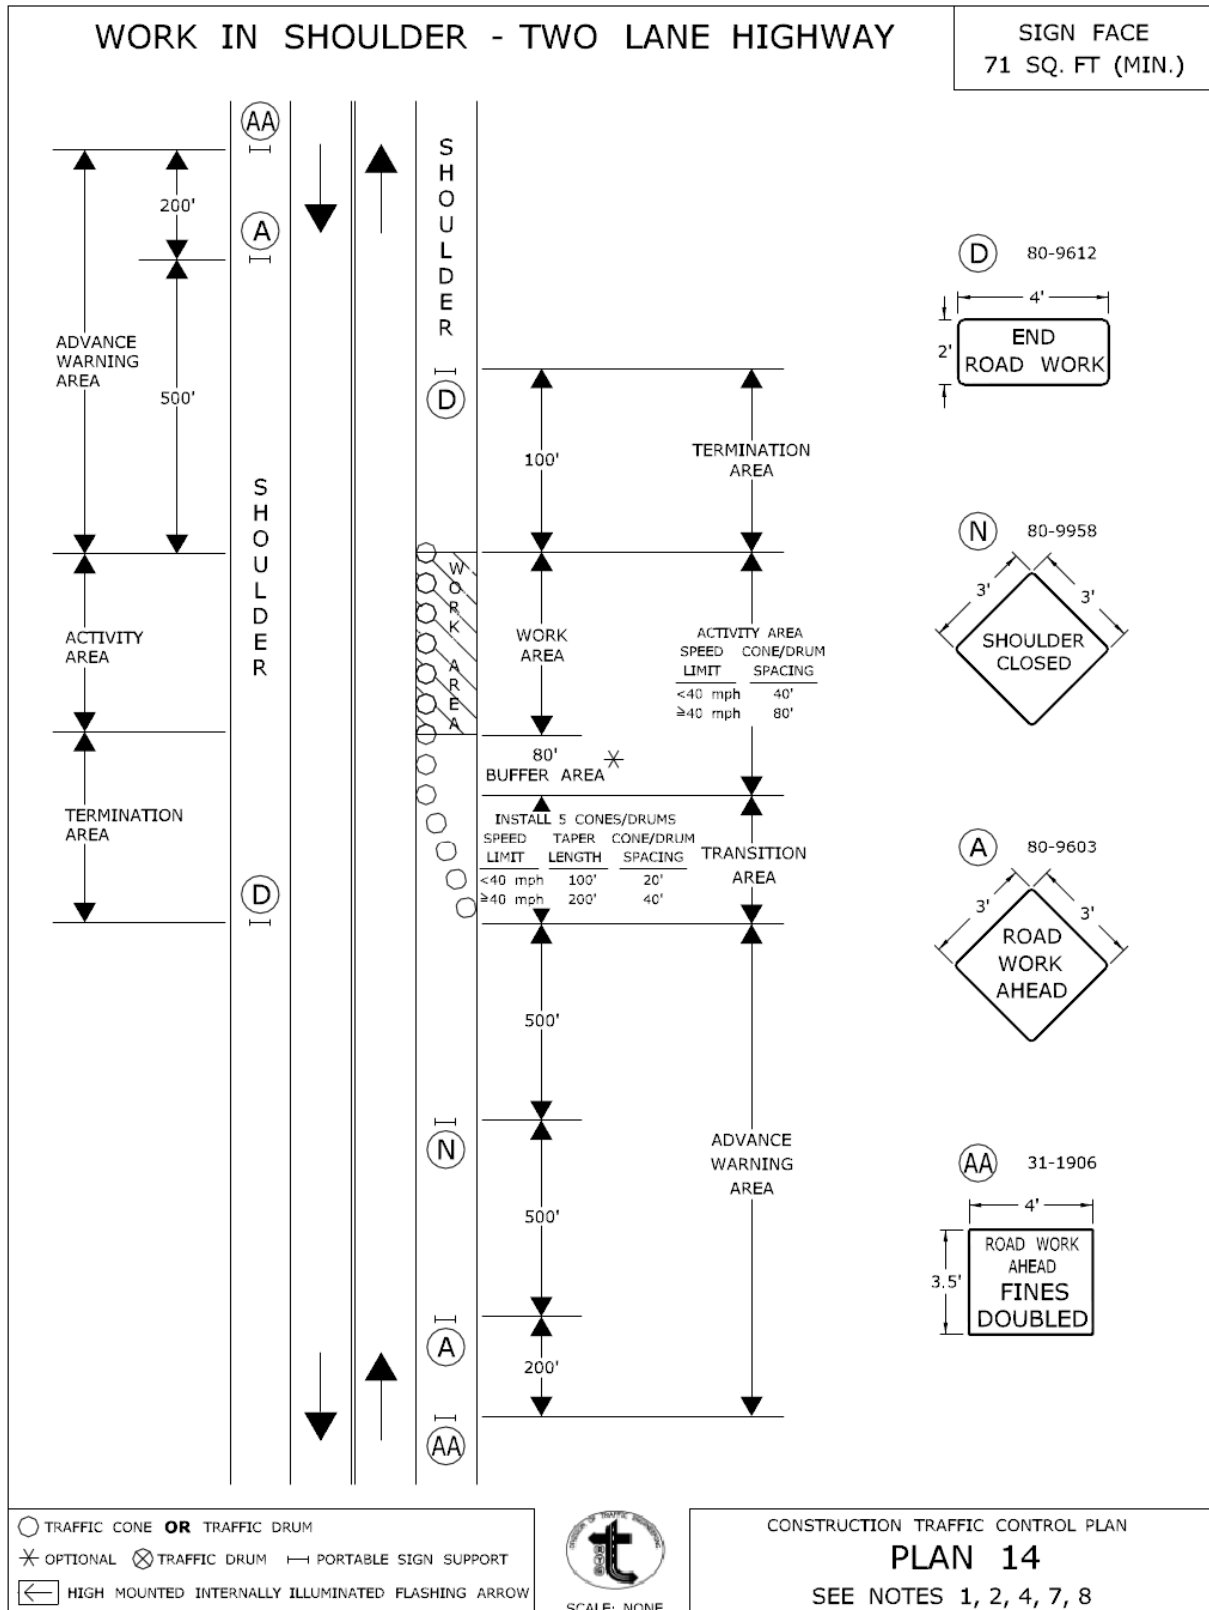 WORK IN SHOULDER - TWO LANE HIGHWAY
SIGN FACE
71 SQ. FT (MIN.)
AA
200'
A
ADVANCE
WARNING
AREA
500'
SHOULDER
ACTIVITY
AREA
TERMINATION
AREA
D
SHOULDER
D
100'
TERMINATION
AREA
WORK AREA
WORK
AREA
ACTIVITY AREA
SPEED CONE/DRUM
LIMIT SPACING
<40 mph 40'
≥40 mph 80'
80'
BUFFER AREA *
INSTALL 5 CONES/DRUMS
SPEED TAPER CONE/DRUM
LIMIT LENGTH SPACING
<40 mph 100' 20'
≥40 mph 200' 40'
TRANSITION
AREA
500'
N
500'
ADVANCE
WARNING
AREA
A
200'
AA
D 80-9612
4'
2'
END
ROAD WORK
N 80-9958
3' 3'
SHOULDER
CLOSED
A 80-9603
3' 3'
ROAD
WORK
AHEAD
AA 31-1906
4'
3.5'
ROAD WORK
AHEAD
FINES
DOUBLED
TRAFFIC CONE OR TRAFFIC DRUM
* OPTIONAL TRAFFIC DRUM PORTABLE SIGN SUPPORT
HIGH MOUNTED INTERNALLY ILLUMINATED FLASHING ARROW
DIVISION OF TRAFFIC ENGINEERING
SCALE: NONE
CONSTRUCTION TRAFFIC CONTROL PLAN
PLAN 14
SEE NOTES 1, 2, 4, 7, 8